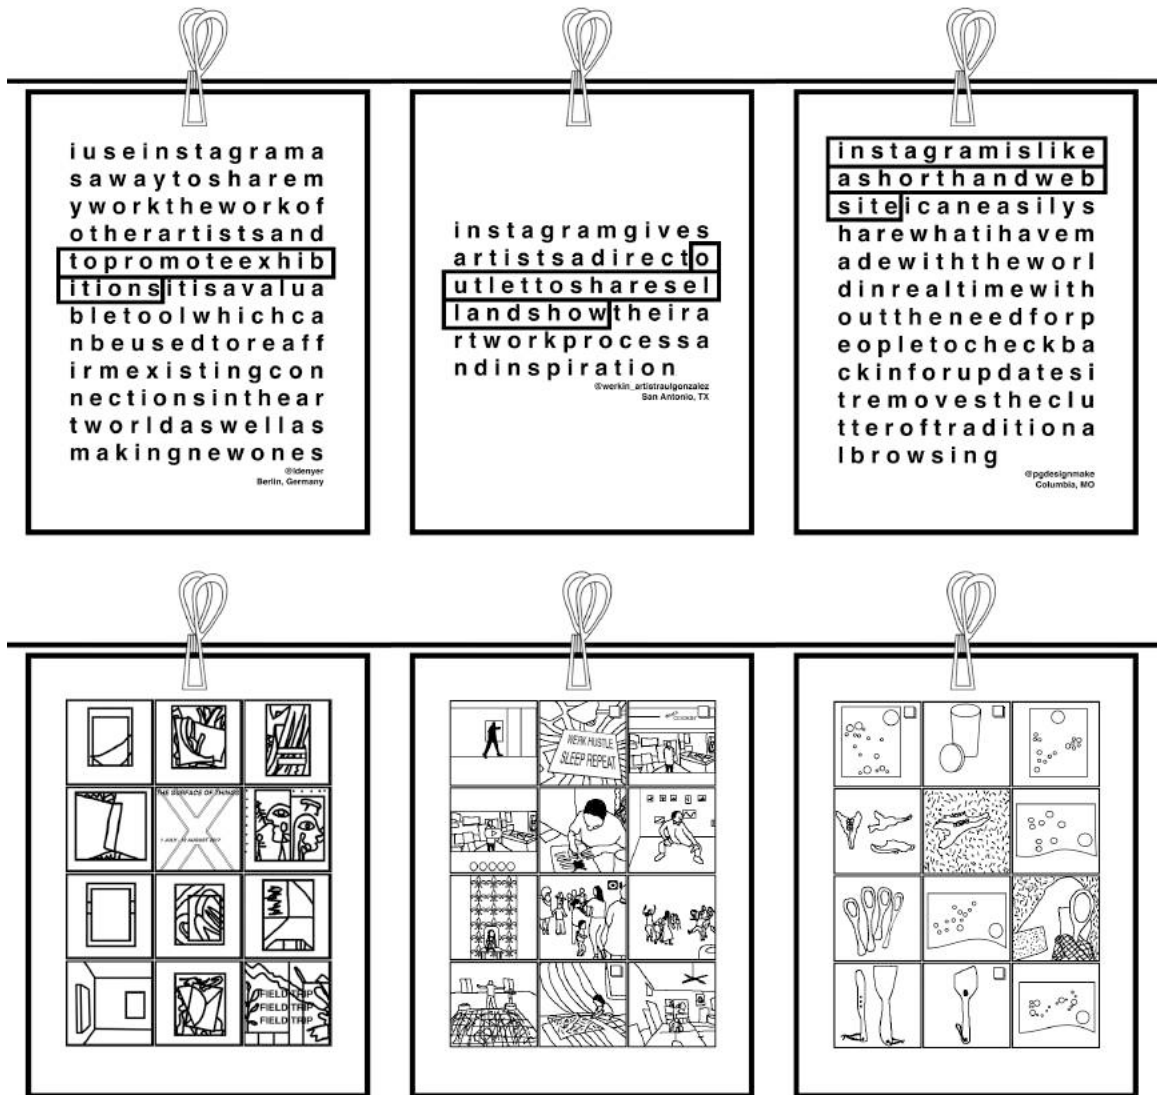 iuseinstagrama
sawaytosharem
yworktheworkof
otherartistsand
topromoteexhib
itionsitisavalua
bletoolwhichca
nbeusedtoreaff
irmexistingcon
nectionsinthear
tworldaswellas
makingnewones
@ldenyer
Berlin, Germany
instagramgives
artistsadirecto
utlettosharesel
landshowtheira
rtworkprocessa
ndinspiration
@werkin_artistraulgonzalez
San Antonio, TX
instagramislike
ashorthandweb
siteicaneasilys
harewhatihavem
adewiththeworl
dinrealtimewith
outtheneedforp
eopletocheckba
ckinforupdatesi
tremovestheclu
tteroftraditiona
lbrowsing
@pgdesignmake
Columbia, MO
THE SURFACE OF THINGS
FIELD TRIP
FIELD TRIP
FIELD TRIP
WERK HUSTLE
SLEEP REPEAT